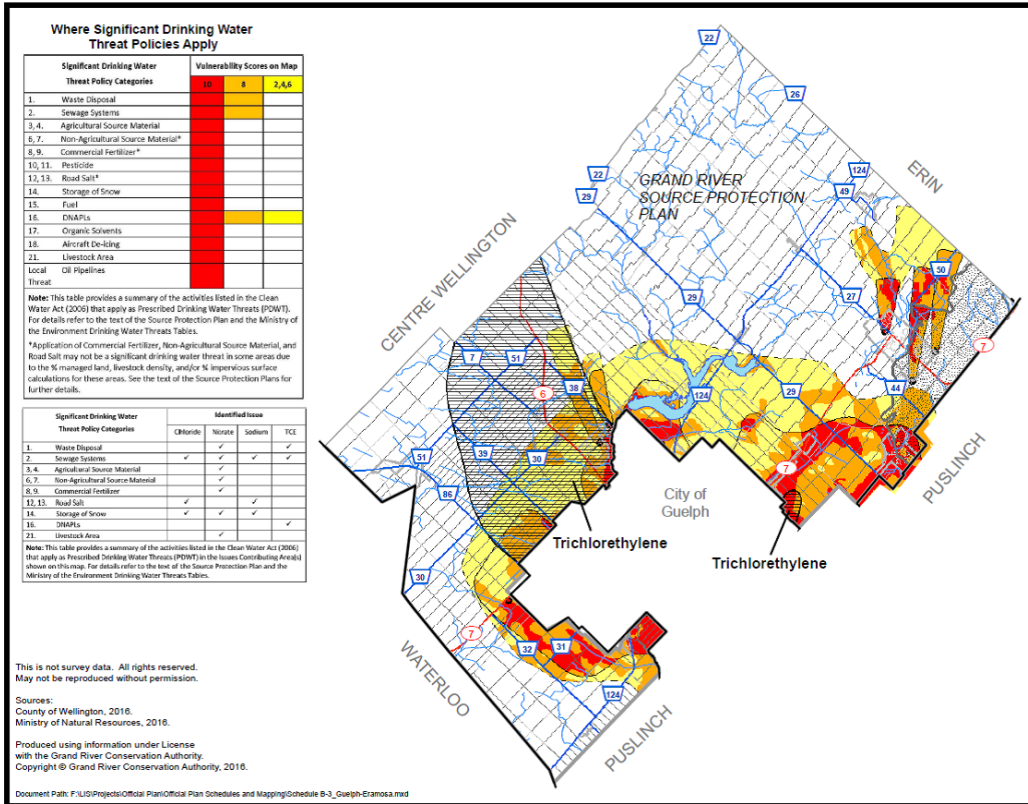 Where Significant Drinking Water
Threat Policies Apply
Significant Drinking Water
Threat Policy Categories
Vulnerability Scores on Map
10 8 2,4,6
1. Waste Disposal
2. Sewage Systems
3, 4. Agricultural Source Material
6, 7. Non-Agricultural Source Material*
8, 9. Commercial Fertilizer*
10, 11. Pesticide
12, 13. Road Salt*
14. Storage of Snow
15. Fuel
16. DNAPLs
17. Organic Solvents
18. Aircraft De-icing
21. Livestock Area
Local Oil Pipelines
Threat
Note: This table provides a summary of the activities listed in the Clean
Water Act (2006) that apply as Prescribed Drinking Water Threats (PDWT).
For details refer to the text of the Source Protection Plan and the Ministry of
the Environment Drinking Water Threats Tables.
*Application of Commercial Fertilizer, Non-Agricultural Source Material, and
Road Salt may not be a significant drinking water threat in some areas due
to the % managed land, livestock density, and/or % impervious surface
calculations for these areas. See the text of the Source Protection Plans for
further details.
Significant Drinking Water
Threat Policy Categories
Identified Issue
Chloride Nitrate Sodium TCE
1. Waste Disposal ✓ ✓
2. Sewage Systems ✓ ✓ ✓ ✓
3, 4. Agricultural Source Material ✓
6, 7. Non-Agricultural Source Material ✓
8, 9. Commercial Fertilizer ✓
12, 13. Road Salt ✓ ✓
14. Storage of Snow ✓ ✓ ✓
16. DNAPLs ✓
21. Livestock Area ✓
Note: This table provides a summary of the activities listed in the Clean Water Act (2006)
that apply as Prescribed Drinking Water Threats (PDWT) in the Issues Contributing Area(s)
shown on this map. For details refer to the text of the Source Protection Plan and the
Ministry of the Environment Drinking Water Threats Tables.
This is not survey data. All rights reserved.
May not be reproduced without permission.
Sources:
County of Wellington, 2016.
Ministry of Natural Resources, 2016.
Produced using information under License
with the Grand River Conservation Authority.
Copyright © Grand River Conservation Authority, 2016.
Document Path: F:\LIS\Projects\Official Plan\Official Plan Schedules and Mapping\Schedule B-3_Guelph-Eramosa.mxd
22
26
124
49
22
29
ERIN
GRAND RIVER
SOURCE PROTECTION
PLAN
CENTRE WELLINGTON
50
29
27
7
7
51
6
38
124
29
44
51
39
30
86
7
PUSLINCH
City of
Guelph
Trichlorethylene
Trichlorethylene
30
7
32
31
124
WATERLOO
PUSLINCH